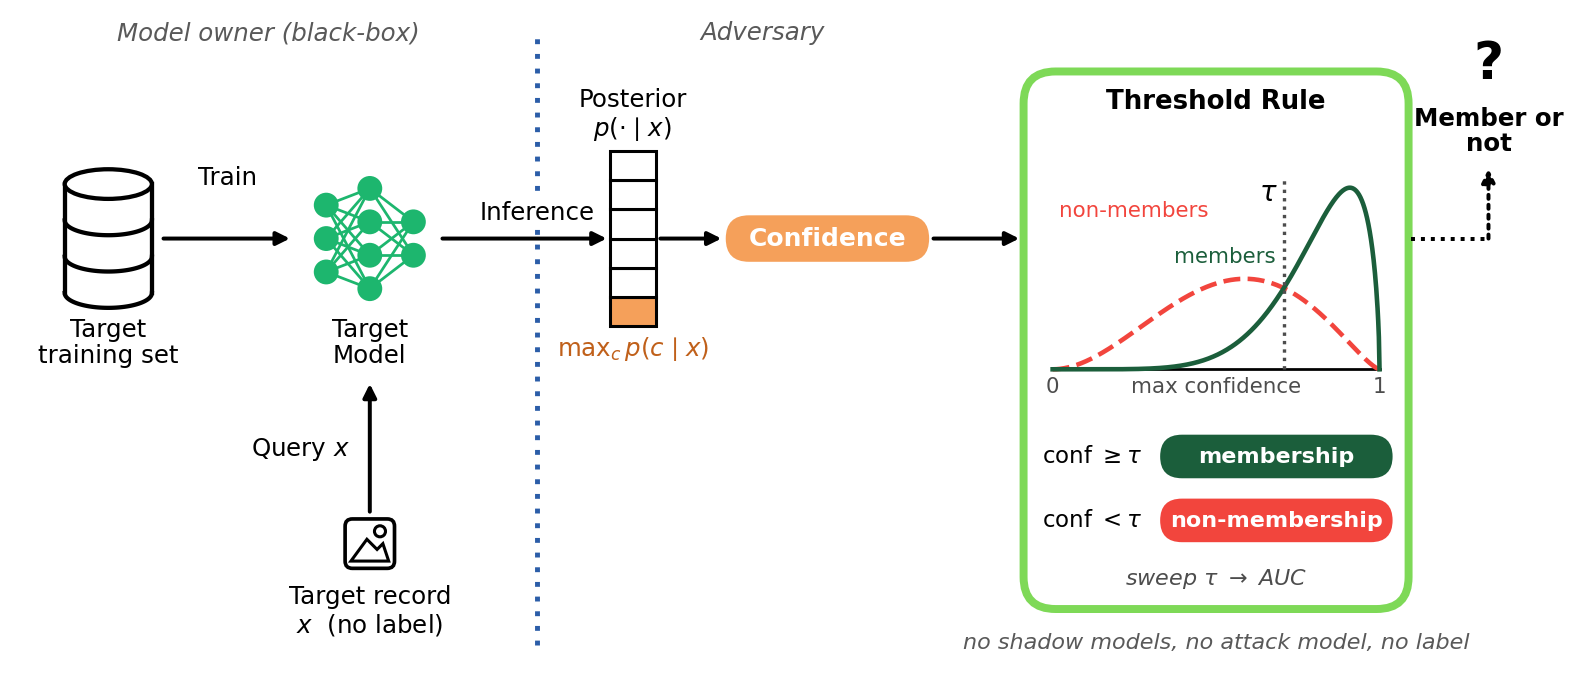 Model owner (black-box)
Adversary
Train
Target
training set
Target
Model
Query x
Target record
x (no label)
Inference
Posterior
p(· | x)
max_c p(c | x)
Confidence
Threshold Rule
τ
non-members
members
0
max confidence
1
conf ≥ τ
membership
conf < τ
non-membership
sweep τ → AUC
no shadow models, no attack model, no label
?
Member or
not